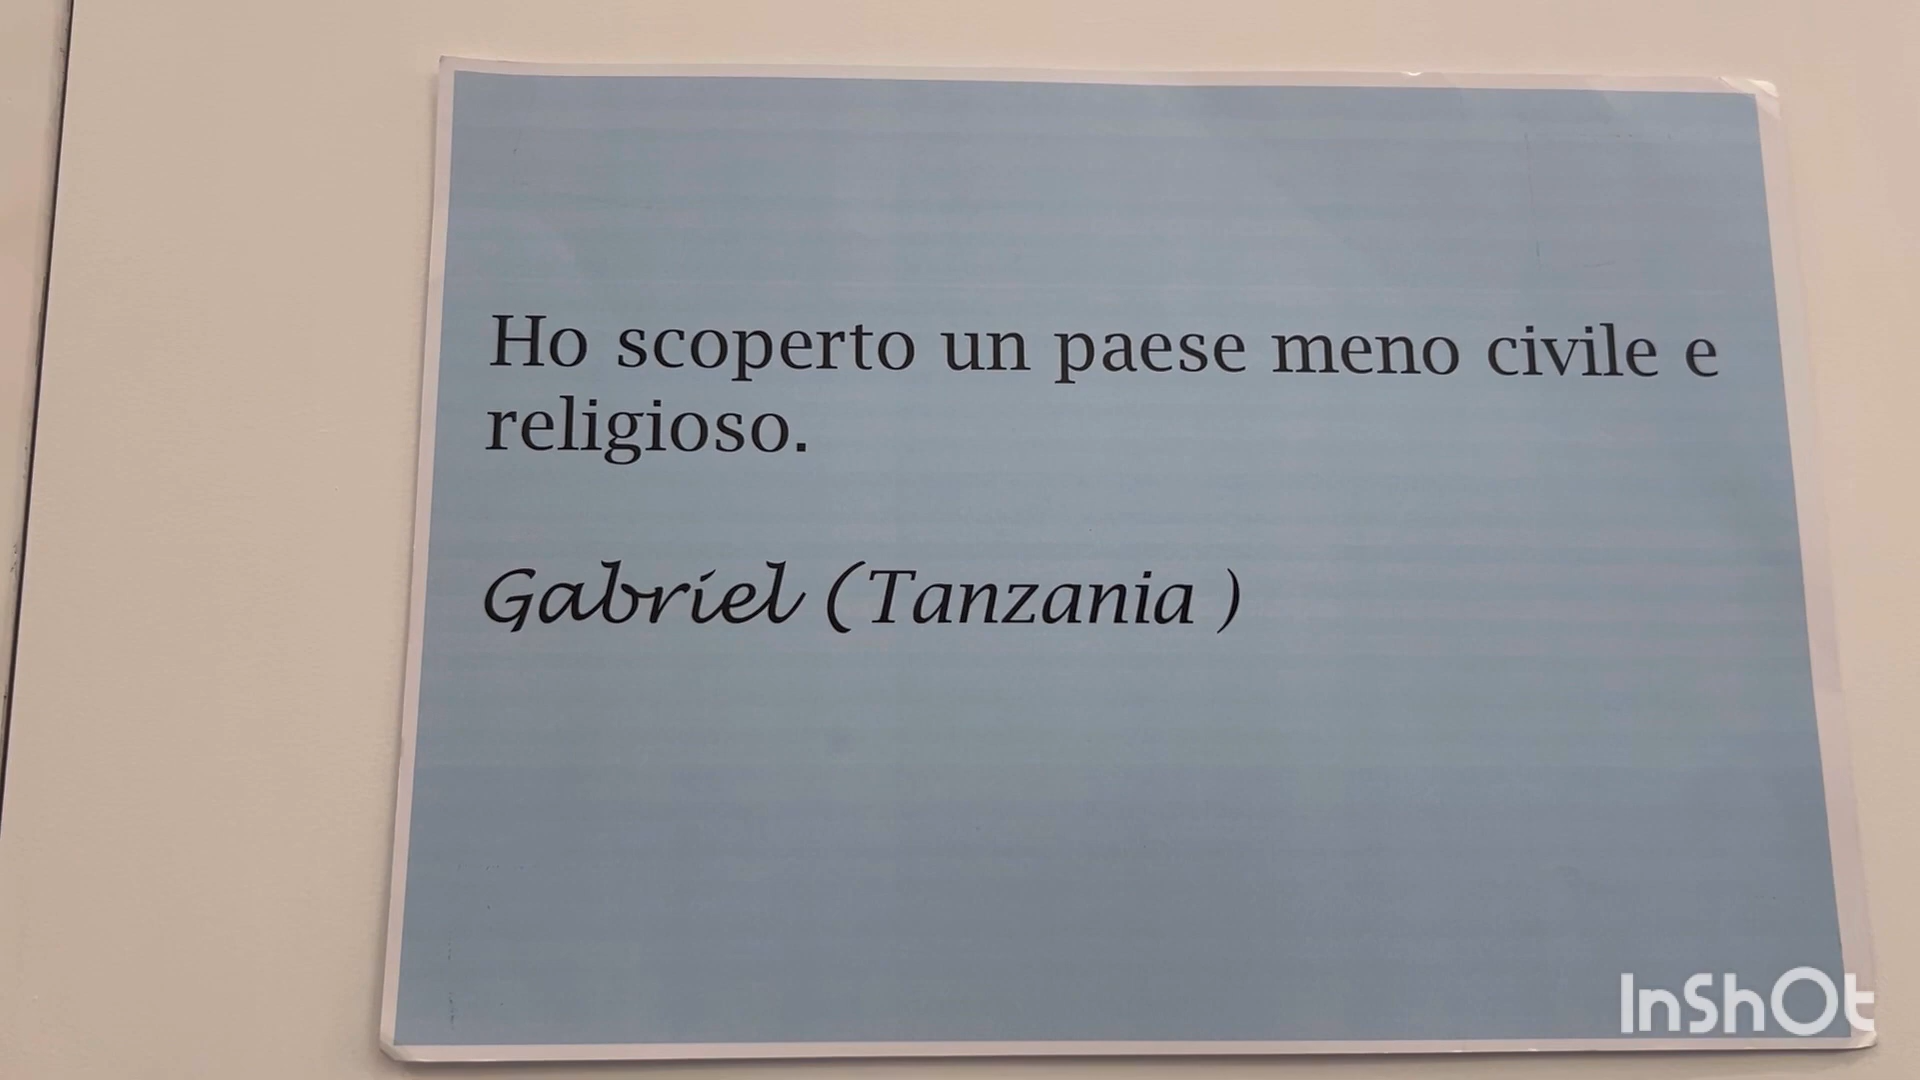 Ho scoperto un paese meno civile e
religioso.
Gabriel (Tanzania )
InShOt